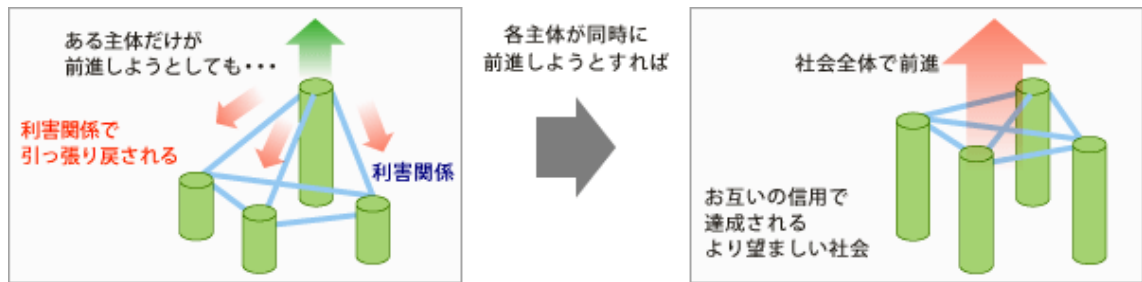 ある主体だけが
前進しようとしても・・・
利害関係で
引っ張り戻される
利害関係
各主体が同時に
前進しようとすれば
社会全体で前進
お互いの信用で
達成される
より望ましい社会